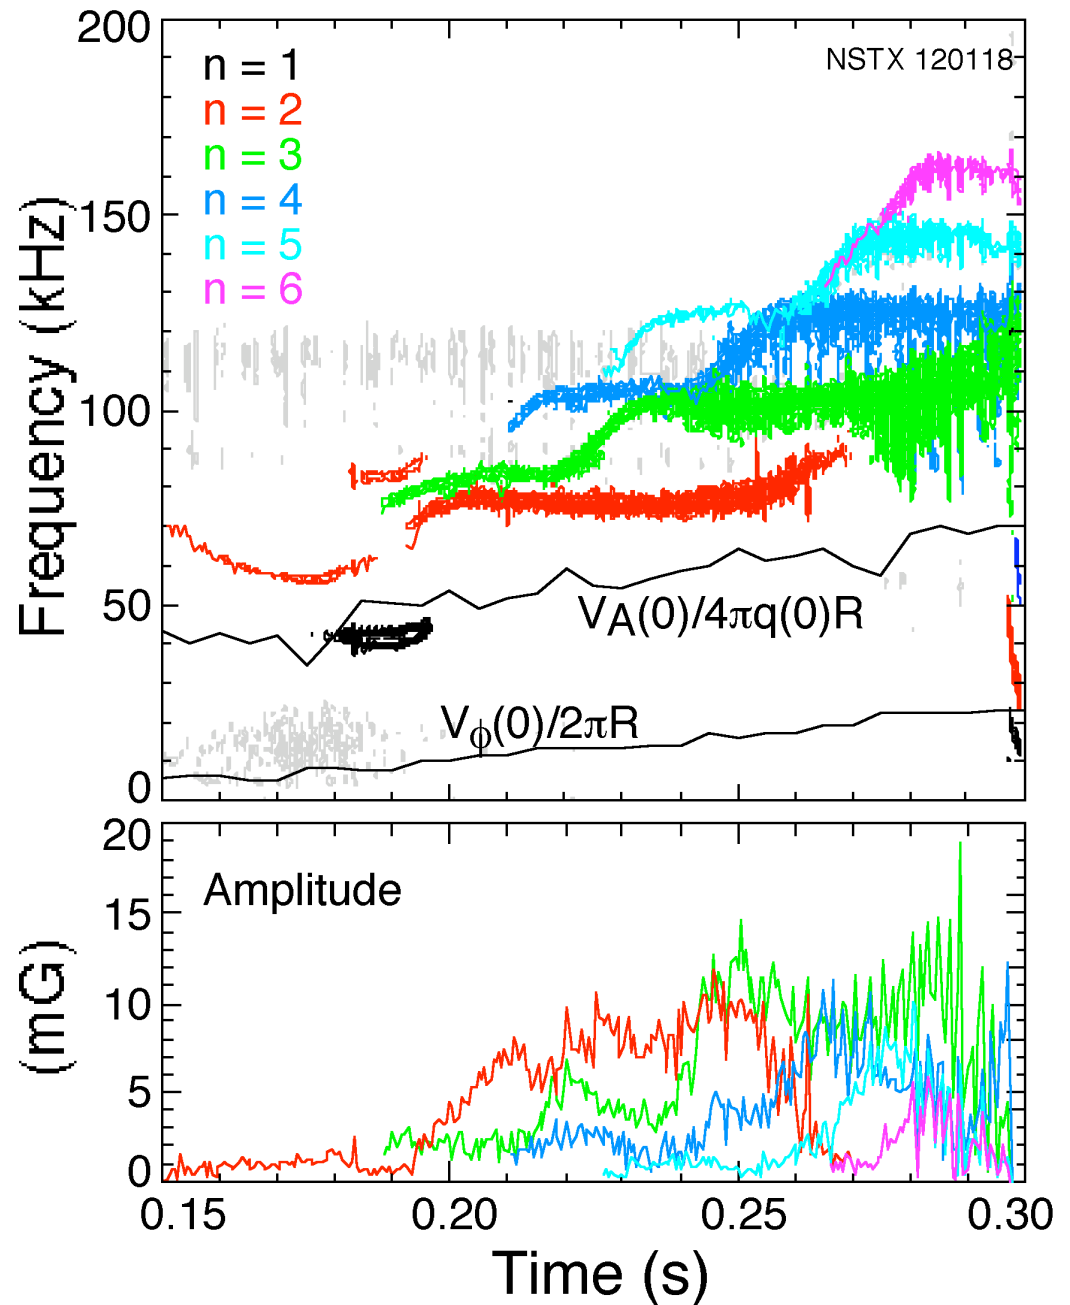 200
NSTX 120118
n = 1
n = 2
n = 3
n = 4
n = 5
n = 6
150
100
50
0
Frequency (kHz)
VA(0)/4πq(0)R
Vϕ(0)/2πR
20
15
10
5
0
Amplitude
(mG)
0.15 0.20 0.25 0.30
Time (s)